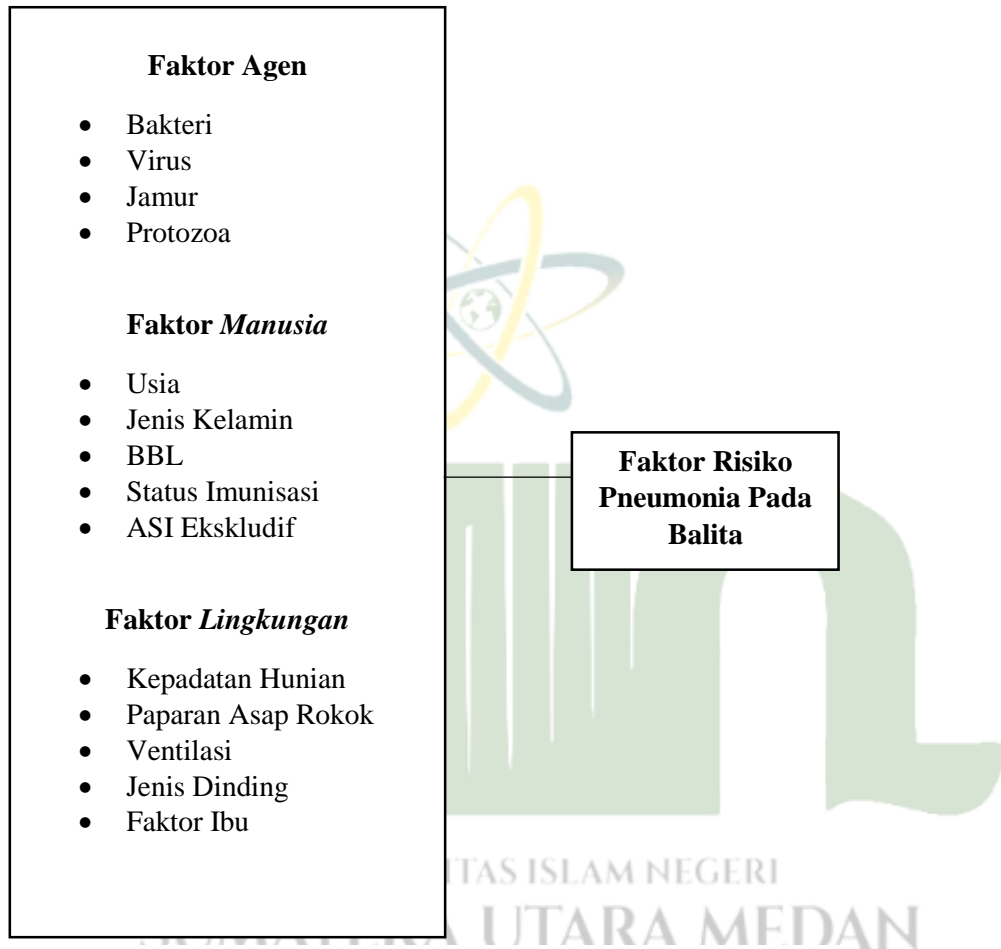 Faktor Agen
• Bakteri
• Virus
• Jamur
• Protozoa
Faktor Manusia
• Usia
• Jenis Kelamin
• BBL
• Status Imunisasi
• ASI Ekskludif
Faktor Lingkungan
• Kepadatan Hunian
• Paparan Asap Rokok
• Ventilasi
• Jenis Dinding
• Faktor Ibu
Faktor Risiko
Pneumonia Pada
Balita
ISLAM NEGERI
UTARA MEDAN